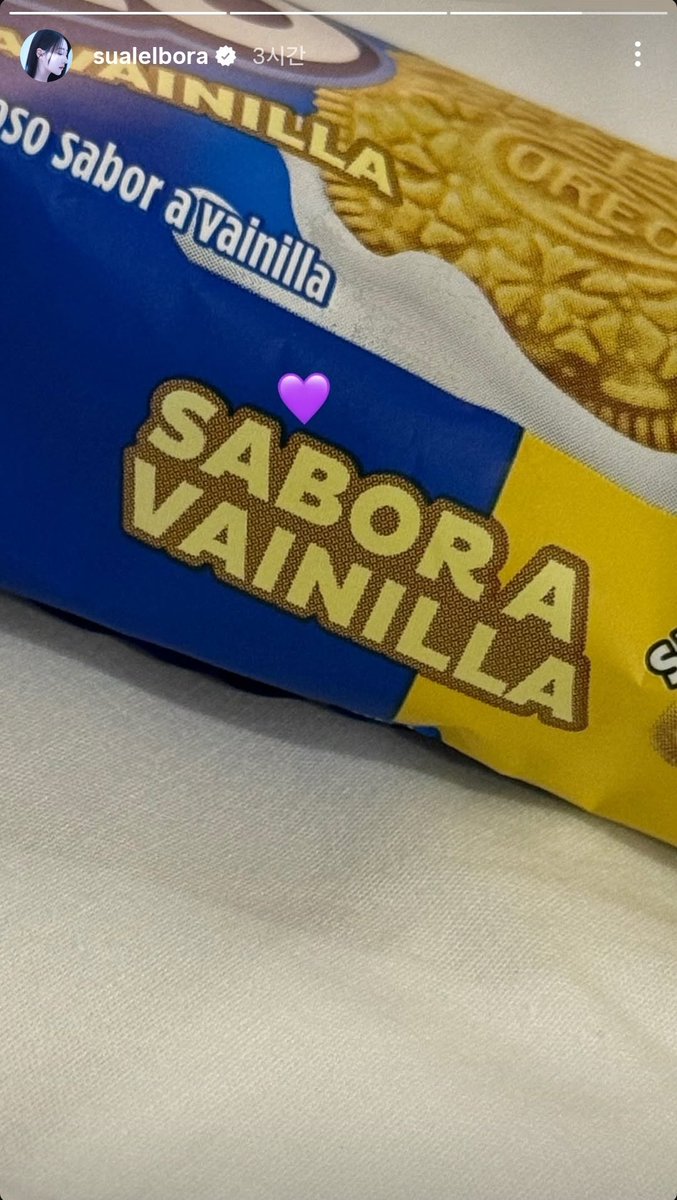 sualelbora 3시간
A VAINILLA
oso sabor a vainilla
OREO
SABOR A
VAINILLA